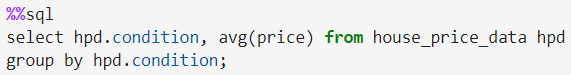 %%sql
select hpd.condition, avg(price) from house_price_data hpd
group by hpd.condition;